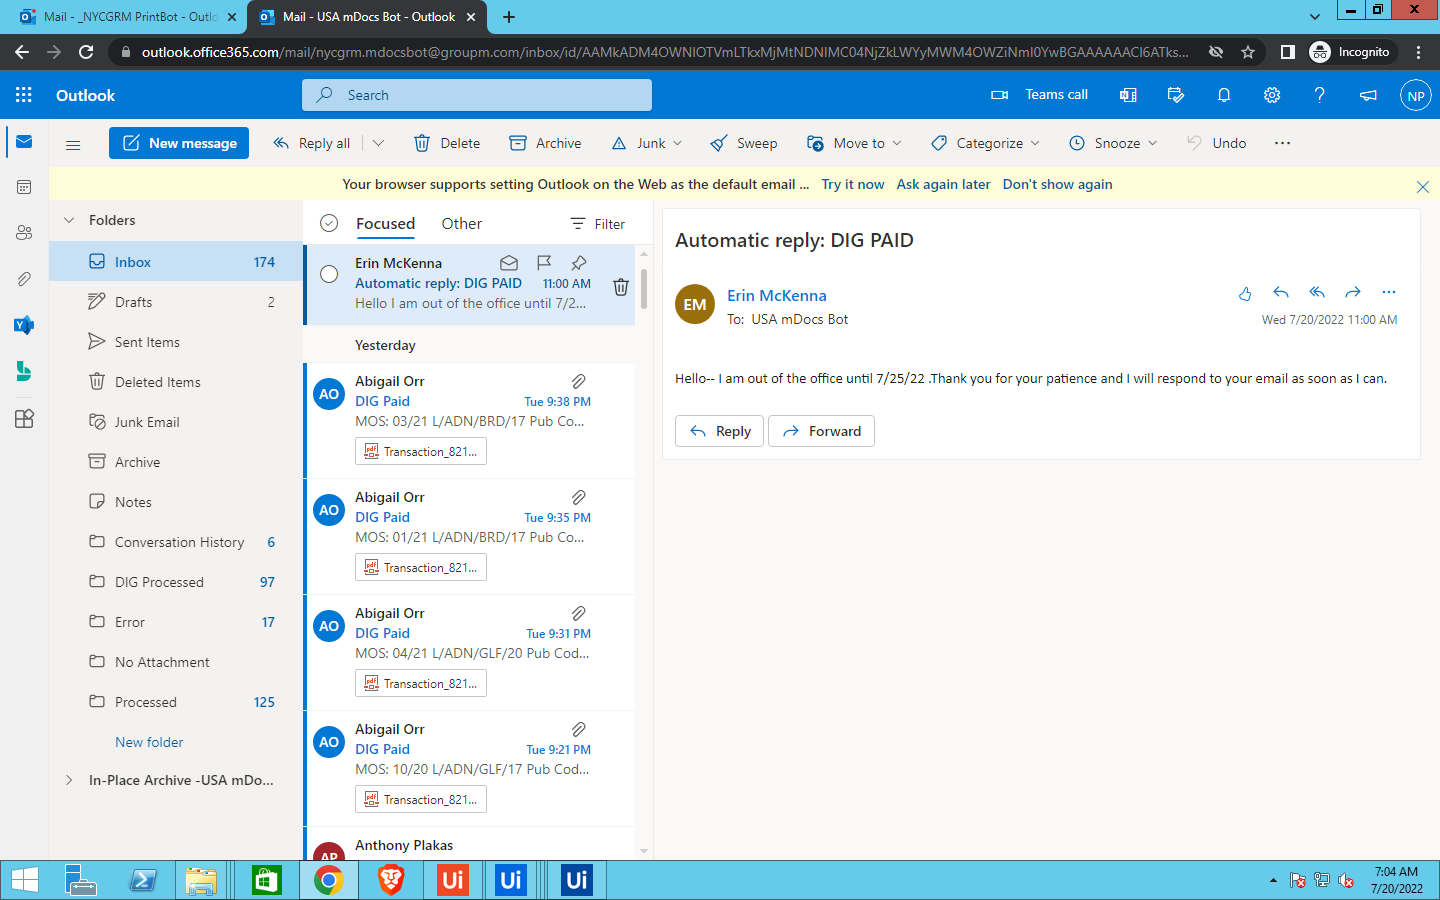 Mail - _NYCGRM PrintBot - Outlo
Mail - USA mDocs Bot - Outlook
outlook.office365.com/mail/nycgrm.mdocsbot@groupm.com/inbox/id/
Incognito
Outlook
Search
Teams call
NP
New message
Reply all
Delete
Archive
Junk
Sweep
Move to
Categorize
Snooze
Undo
Your browser supports setting Outlook on the Web as the default email ... Try it now Ask again later Don't show again
Folders
Inbox 174
Drafts 2
Sent Items
Deleted Items
Junk Email
Archive
Notes
Conversation History 6
DIG Processed 97
Error 17
No Attachment
Processed 125
New folder
In-Place Archive -USA mDo...
Focused Other Filter
Erin McKenna
Automatic reply: DIG PAID 11:00 AM
Hello I am out of the office until 7/2...
Yesterday
AO
Abigail Orr
DIG Paid Tue 9:38 PM
MOS: 03/21 L/ADN/BRD/17 Pub Co...
pdf Transaction_821...
AO
Abigail Orr
DIG Paid Tue 9:35 PM
MOS: 01/21 L/ADN/BRD/17 Pub Co...
pdf Transaction_821...
AO
Abigail Orr
DIG Paid Tue 9:31 PM
MOS: 04/21 L/ADN/GLF/20 Pub Cod...
pdf Transaction_821...
AO
Abigail Orr
DIG Paid Tue 9:21 PM
MOS: 10/20 L/ADN/GLF/17 Pub Cod...
pdf Transaction_821...
AP
Anthony Plakas
Automatic reply: DIG PAID
EM
Erin McKenna
To: USA mDocs Bot
Wed 7/20/2022 11:00 AM
Hello-- I am out of the office until 7/25/22 .Thank you for your patience and I will respond to your email as soon as I can.
Reply
Forward
Ui
Ui
Ui
7:04 AM
7/20/2022